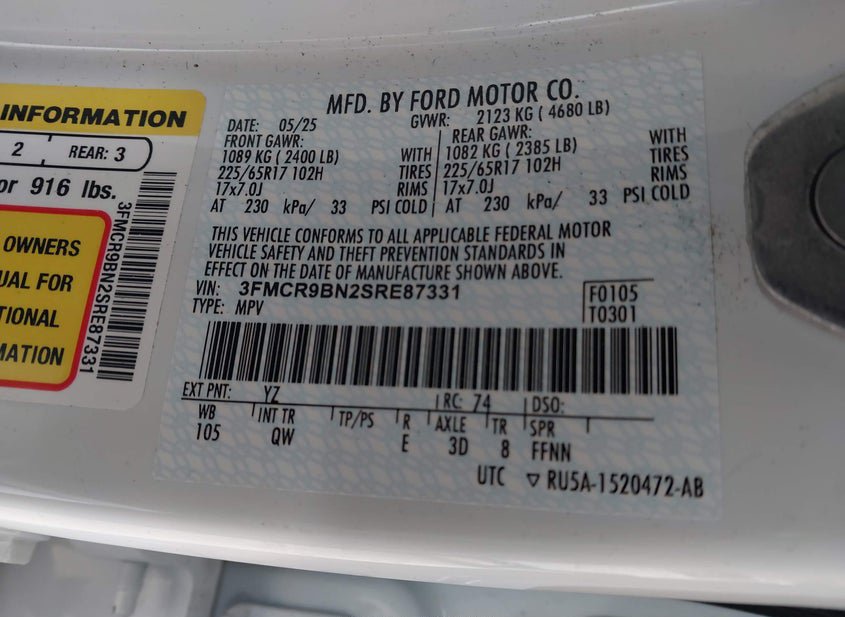 INFORMATION
2 REAR: 3
or 916 lbs.
OWNERS
UAL FOR
TIONAL
MATION
3FMCR9BN2SRE87331
MFD. BY FORD MOTOR CO.
DATE: 05/25 GVWR: 2123 KG ( 4680 LB)
FRONT GAWR: REAR GAWR:
1089 KG (2400 LB) WITH 1082 KG ( 2385 LB) WITH
225/65R17 102H TIRES 225/65R17 102H TIRES
17x7.0J RIMS 17x7.0J RIMS
AT 230 kPa/ 33 PSI COLD AT 230 kPa/ 33 PSI COLD
THIS VEHICLE CONFORMS TO ALL APPLICABLE FEDERAL MOTOR
VEHICLE SAFETY AND THEFT PREVENTION STANDARDS IN
EFFECT ON THE DATE OF MANUFACTURE SHOWN ABOVE.
VIN: 3FMCR9BN2SRE87331 F0105
TYPE: MPV T0301
EXT PNT: YZ RC: 74 DSO:
WB INT TR TP/PS R AXLE TR SPR
105 QW E 3D 8 FFNN
UTC ▽ RU5A-1520472-AB